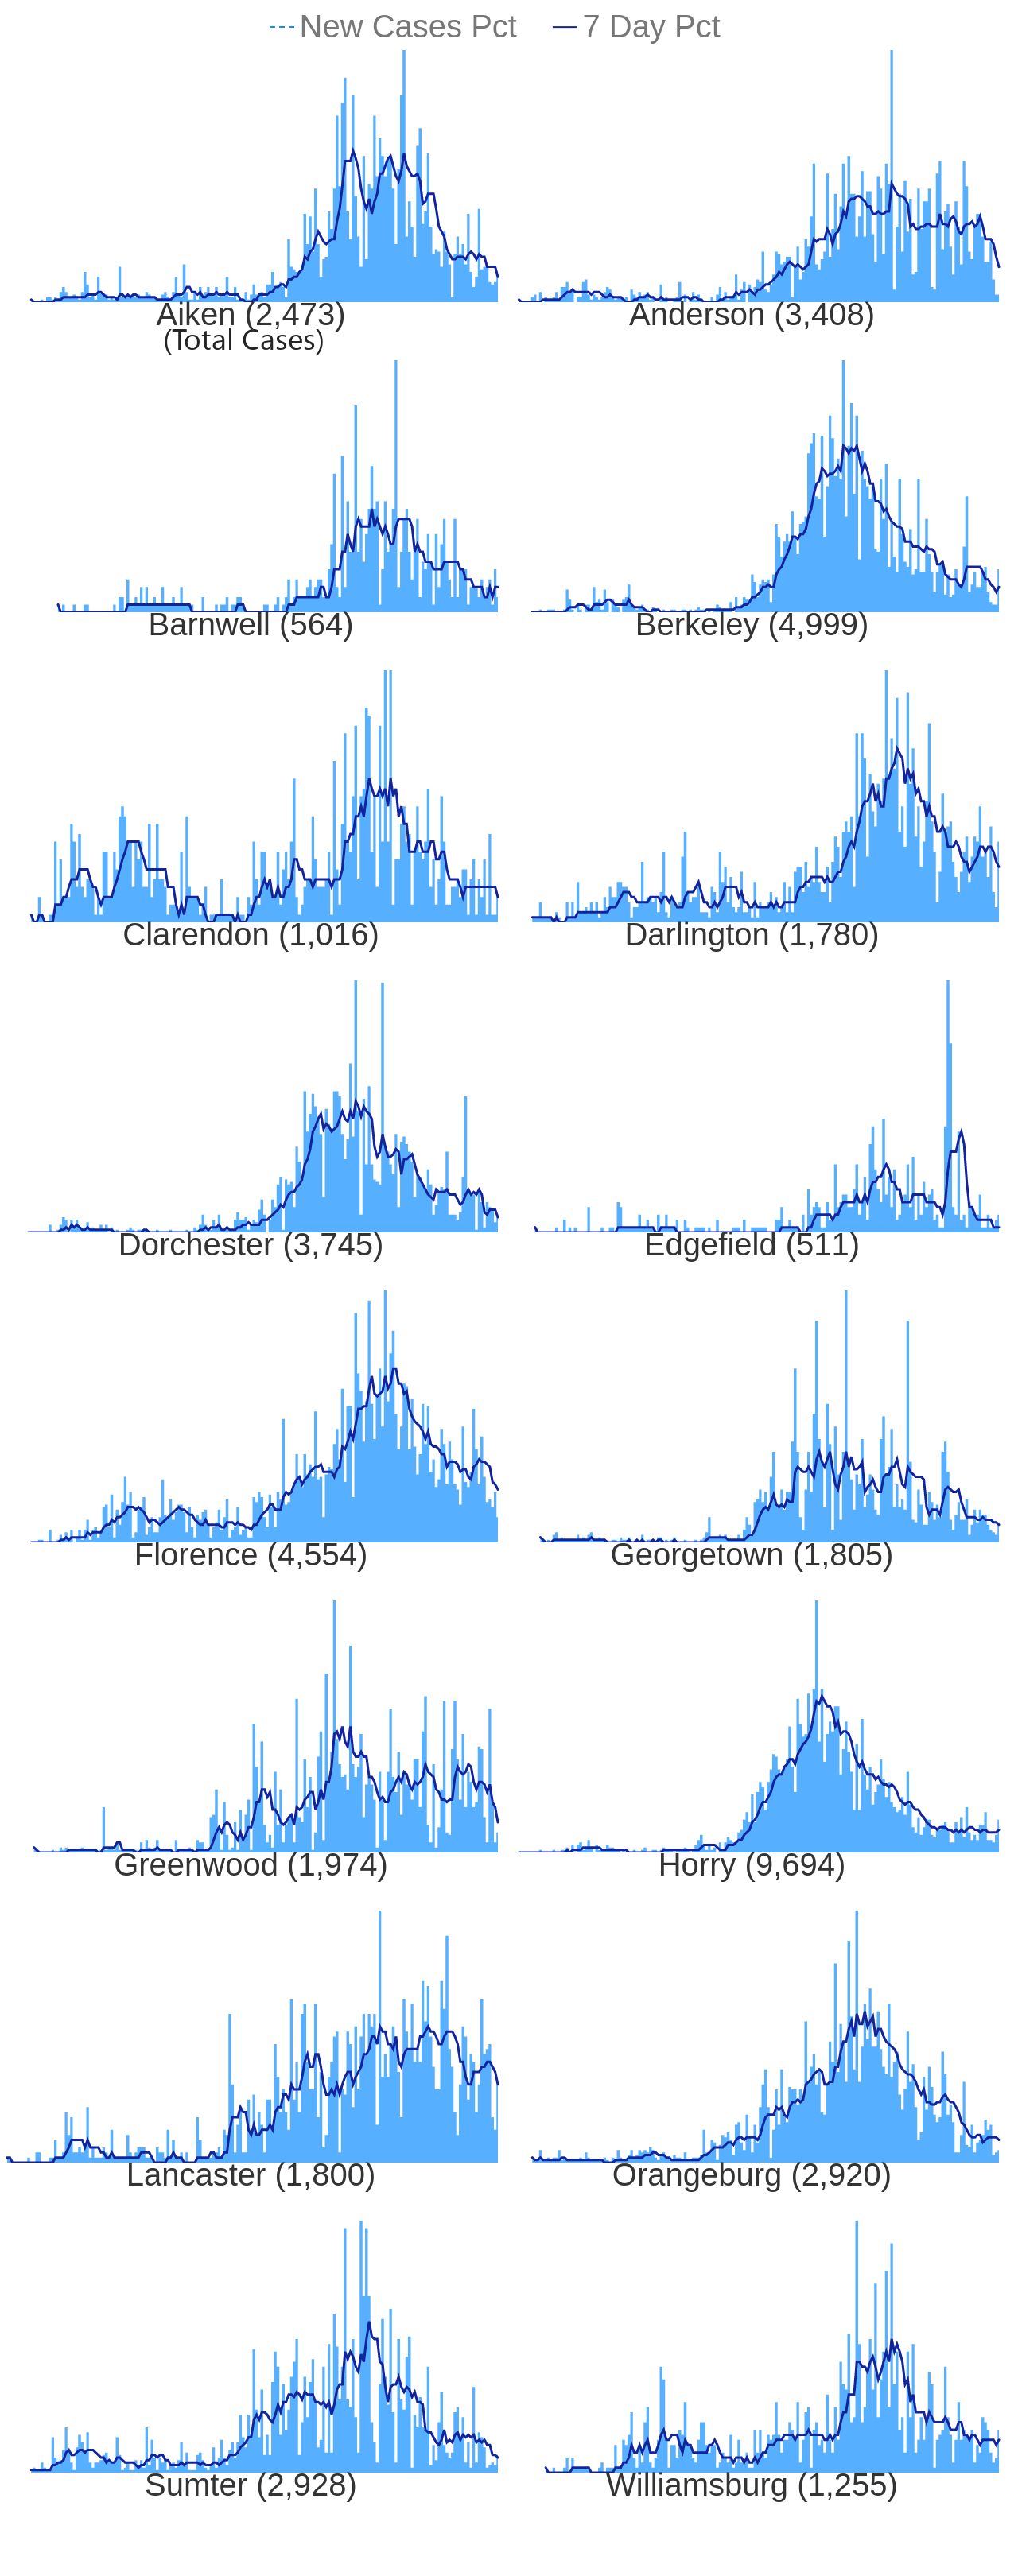 New Cases Pct 7 Day Pct
Aiken (2,473) Anderson (3,408)
(Total Cases)
Barnwell (564) Berkeley (4,999)
Clarendon (1,016) Darlington (1,780)
Dorchester (3,745) Edgefield (511)
Florence (4,554) Georgetown (1,805)
Greenwood (1,974) Horry (9,694)
Lancaster (1,800) Orangeburg (2,920)
Sumter (2,928) Williamsburg (1,255)